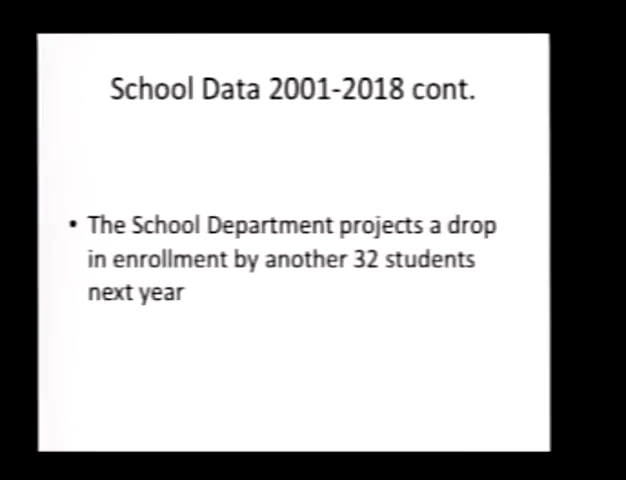 School Data 2001-2018 cont.
• The School Department projects a drop
in enrollment by another 32 students
next year